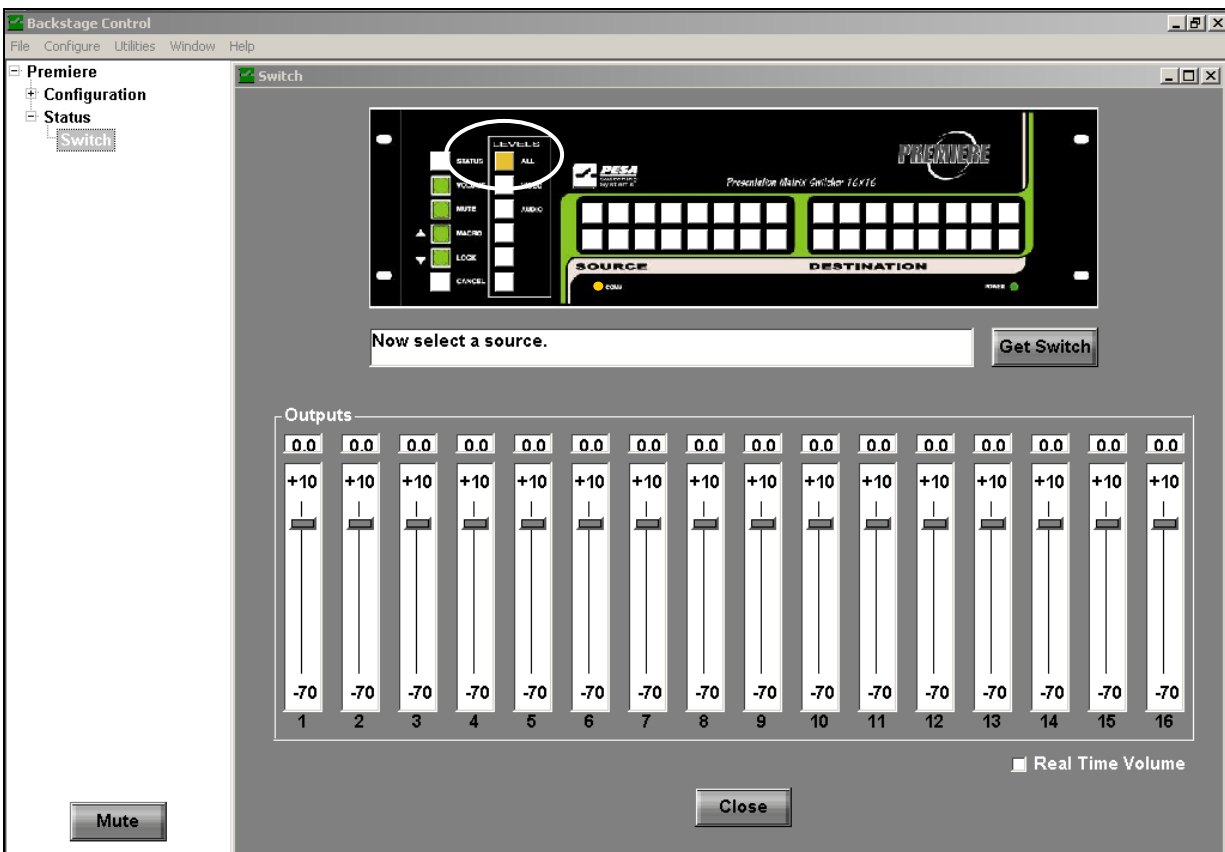 Backstage Control
File Configure Utilities Window Help
Premiere
Configuration
Status
Switch
Switch
LEVELS
STATUS ALL
VOLUME VIDEO
MUTE AUDIO
MACRO
LOCK
CANCEL
PESA
Switching Systems
PREMIERE
Presentation Matrix Switcher 16X16
SOURCE DESTINATION
COMM POWER
Now select a source.
Get Switch
Outputs
0.0 0.0 0.0 0.0 0.0 0.0 0.0 0.0 0.0 0.0 0.0 0.0 0.0 0.0 0.0 0.0
+10 +10 +10 +10 +10 +10 +10 +10 +10 +10 +10 +10 +10 +10 +10 +10
-70 -70 -70 -70 -70 -70 -70 -70 -70 -70 -70 -70 -70 -70 -70 -70
1 2 3 4 5 6 7 8 9 10 11 12 13 14 15 16
Real Time Volume
Close
Mute